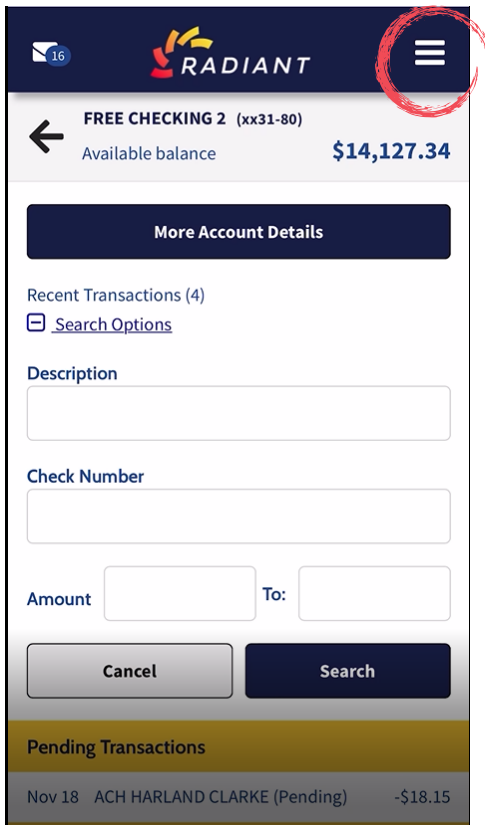 16
RADIANT
FREE CHECKING 2 (xx31-80)
Available balance $14,127.34
More Account Details
Recent Transactions (4)
Search Options
Description
Check Number
Amount To:
Cancel Search
Pending Transactions
Nov 18 ACH HARLAND CLARKE (Pending) -$18.15